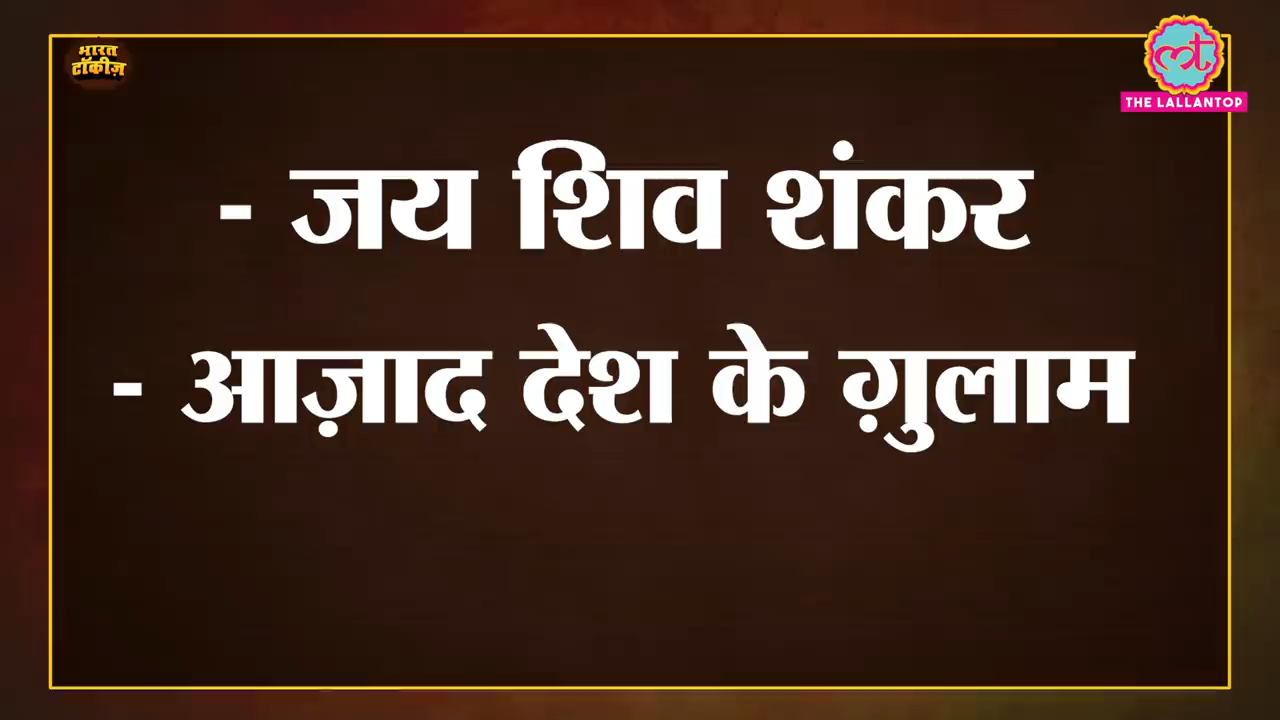 भारत
टॉकीज़
THE LALLANTOP
- जय शिव शंकर
- आज़ाद देश के ग़ुलाम